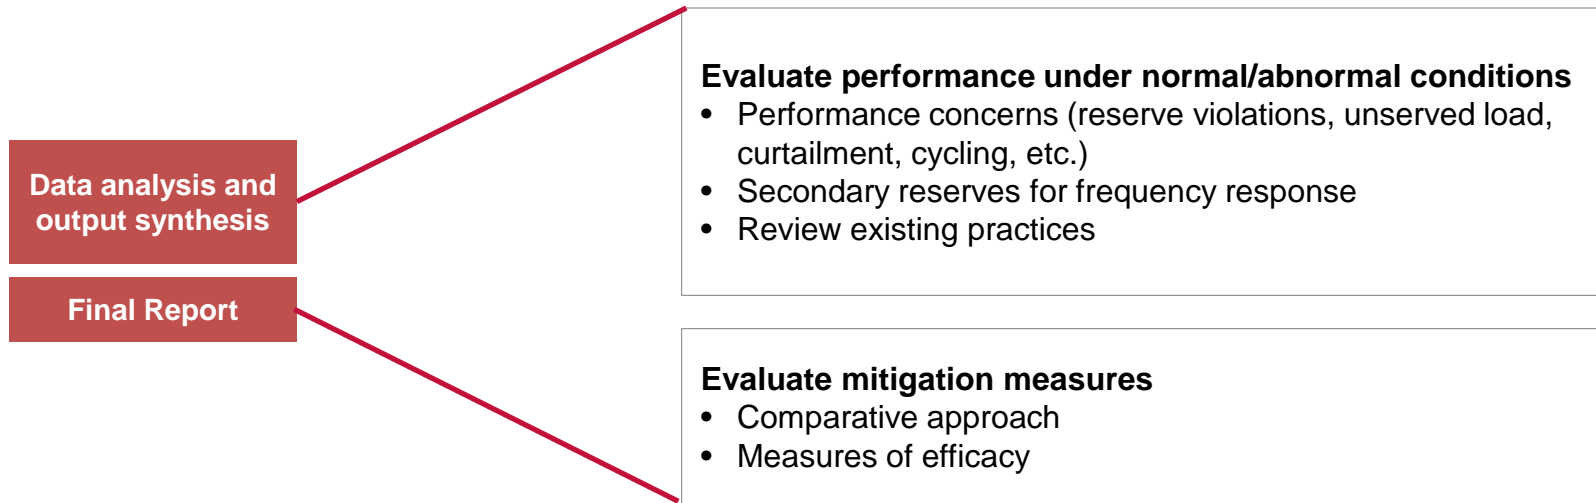 Data analysis and
output synthesis
Final Report
Evaluate performance under normal/abnormal conditions
• Performance concerns (reserve violations, unserved load,
curtailment, cycling, etc.)
• Secondary reserves for frequency response
• Review existing practices
Evaluate mitigation measures
• Comparative approach
• Measures of efficacy